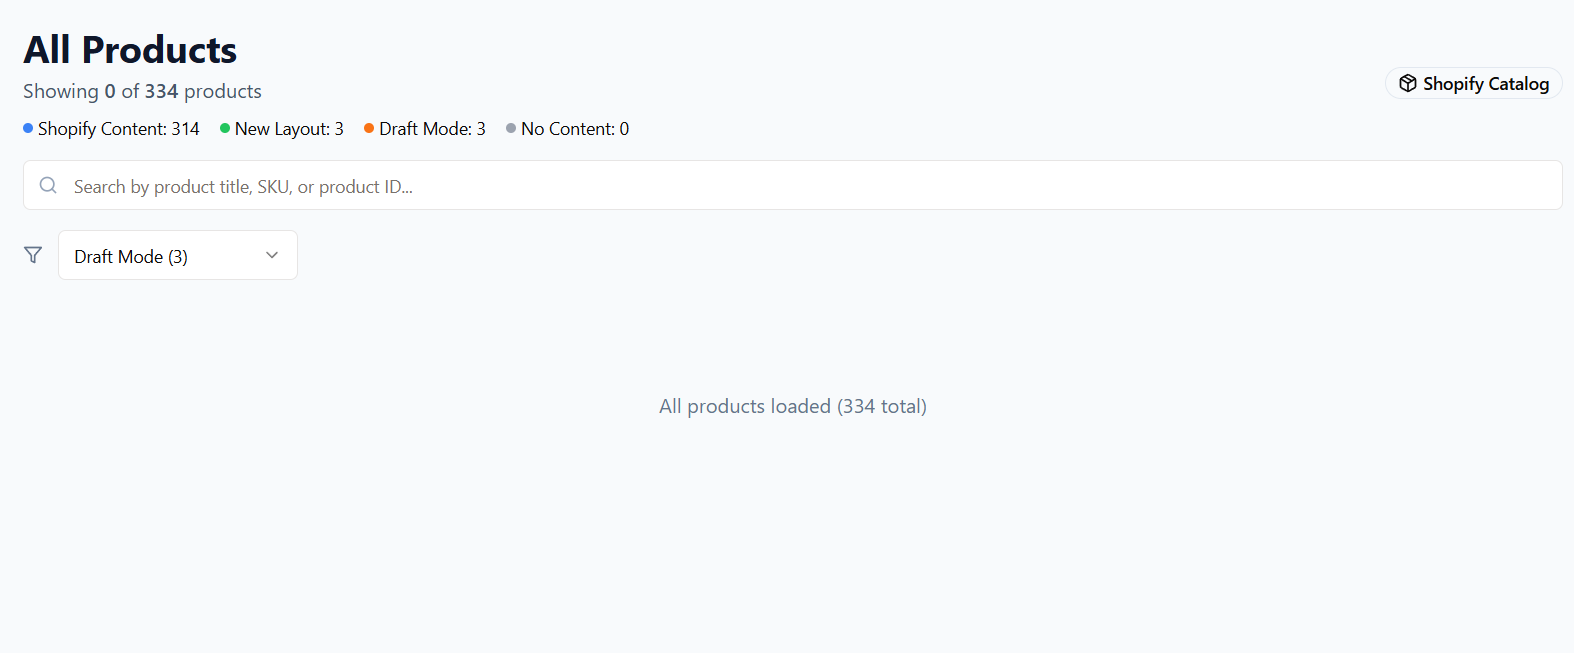 All Products
Showing 0 of 334 products
Shopify Catalog
Shopify Content: 314 New Layout: 3 Draft Mode: 3 No Content: 0
Search by product title, SKU, or product ID...
Draft Mode (3)
All products loaded (334 total)